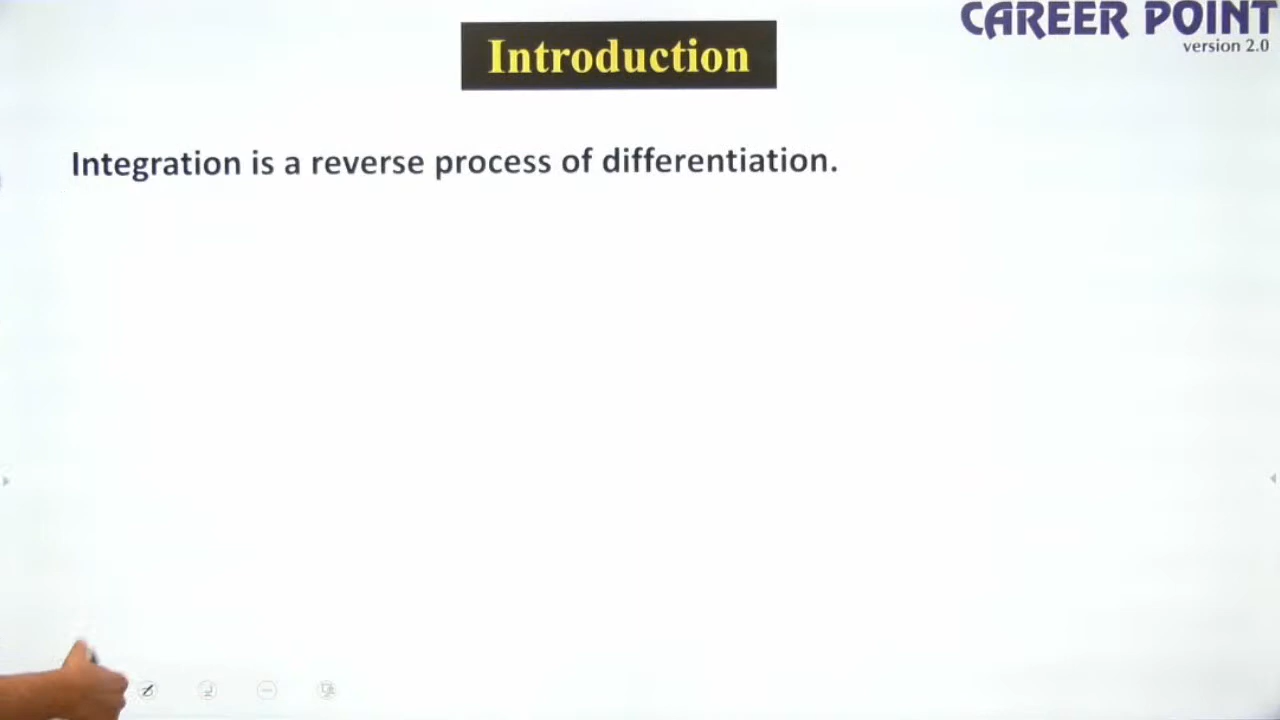 CAREER POINT
version 2.0
Introduction
Integration is a reverse process of differentiation.